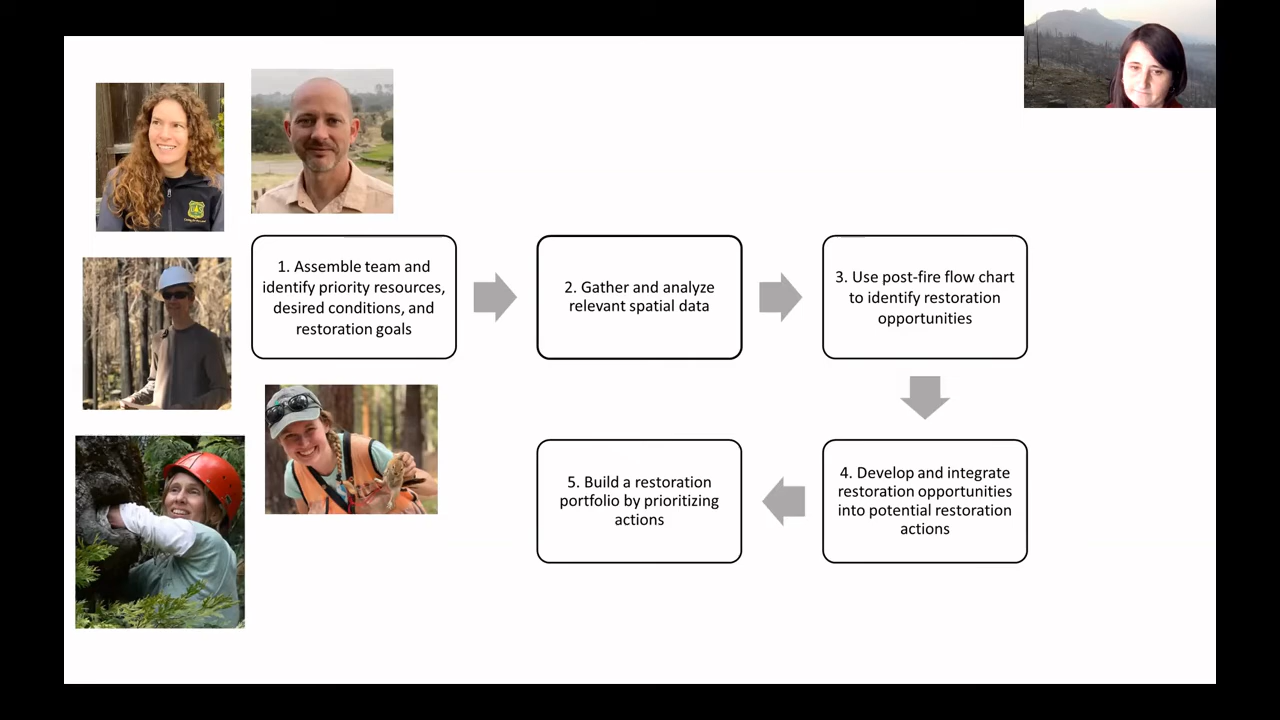 1. Assemble team and
identify priority resources,
desired conditions, and
restoration goals
2. Gather and analyze
relevant spatial data
3. Use post-fire flow chart
to identify restoration
opportunities
4. Develop and integrate
restoration opportunities
into potential restoration
actions
5. Build a restoration
portfolio by prioritizing
actions